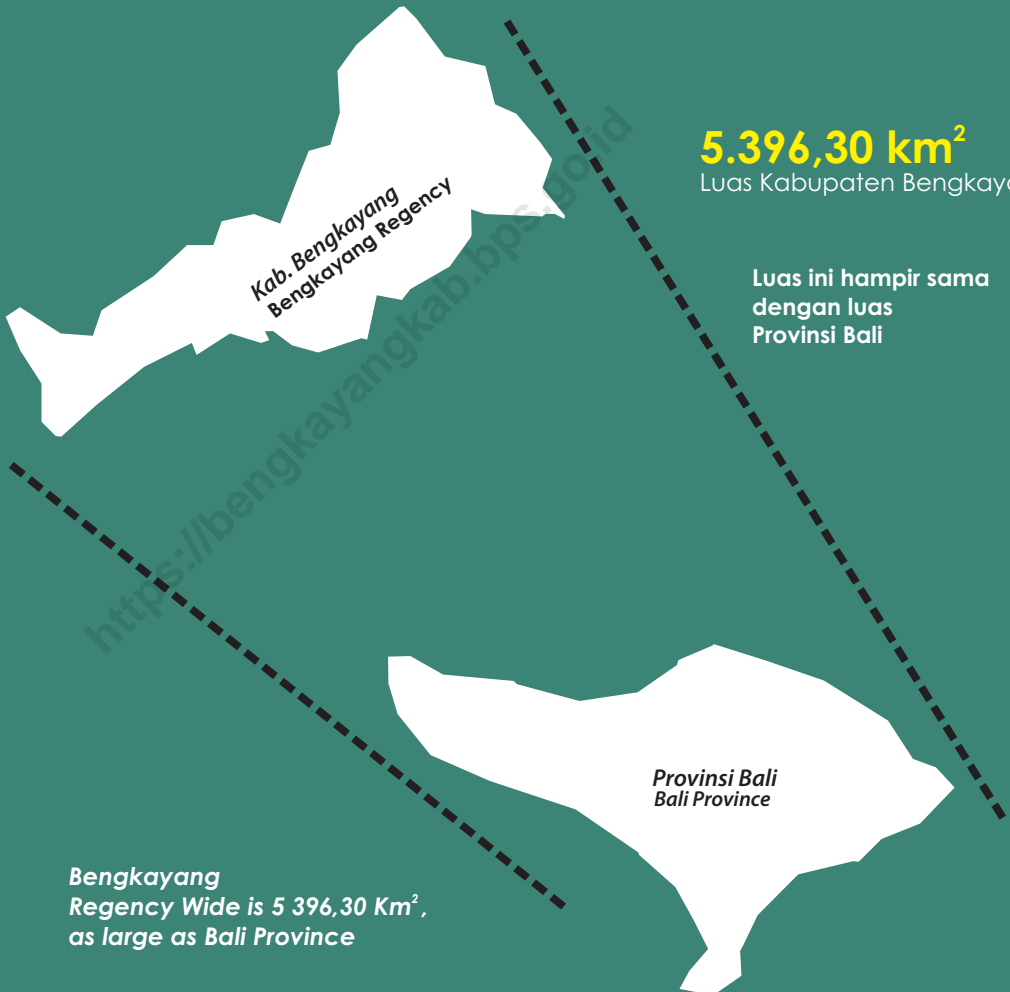 5.396,30 km²
Luas Kabupaten
Kab. Bengkayang
Bengkayang Regency
Luas ini hampir sama
dengan luas
Provinsi Bali
https://bengkayangkab.bps.go.id
Provinsi Bali
Bali Province
Bengkayang
Regency Wide is 5 396,30 Km²,
as large as Bali Province